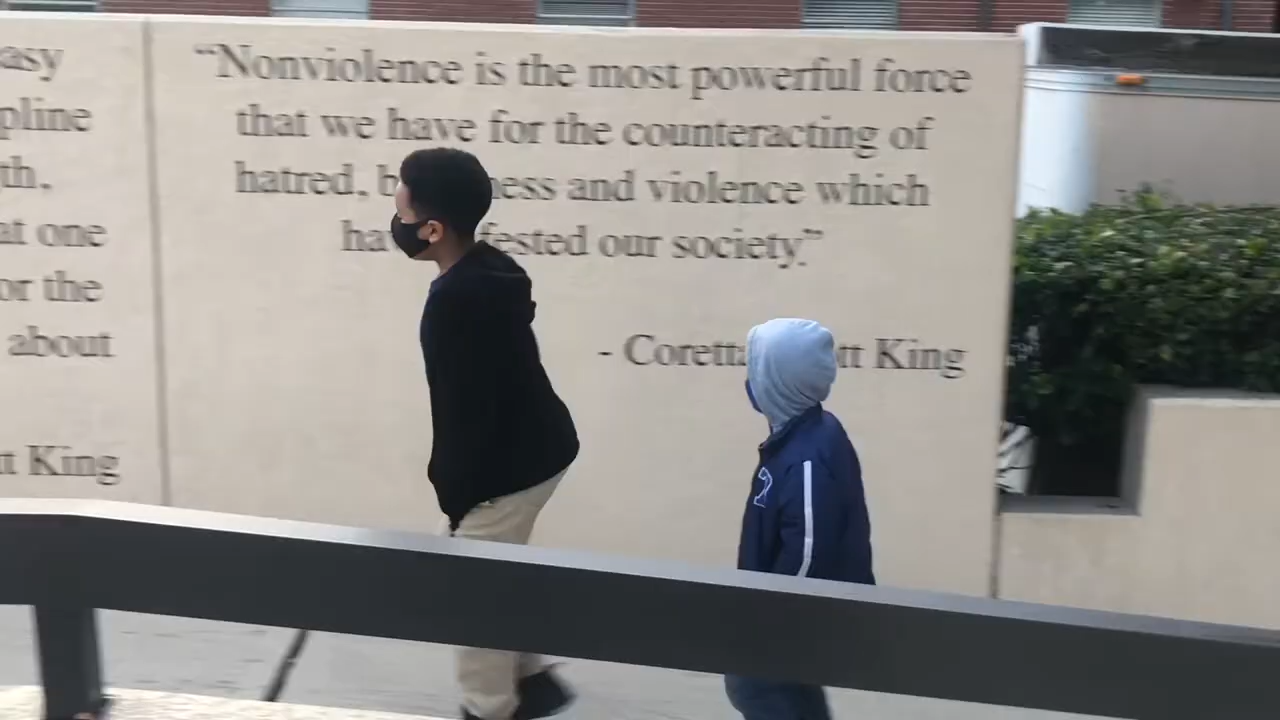 asy
pline
th.
at one
or the
about
tt King
“Nonviolence is the most powerful force
that we have for the counteracting of
hatred, ness and violence which
fested our society.”
- Coretta King